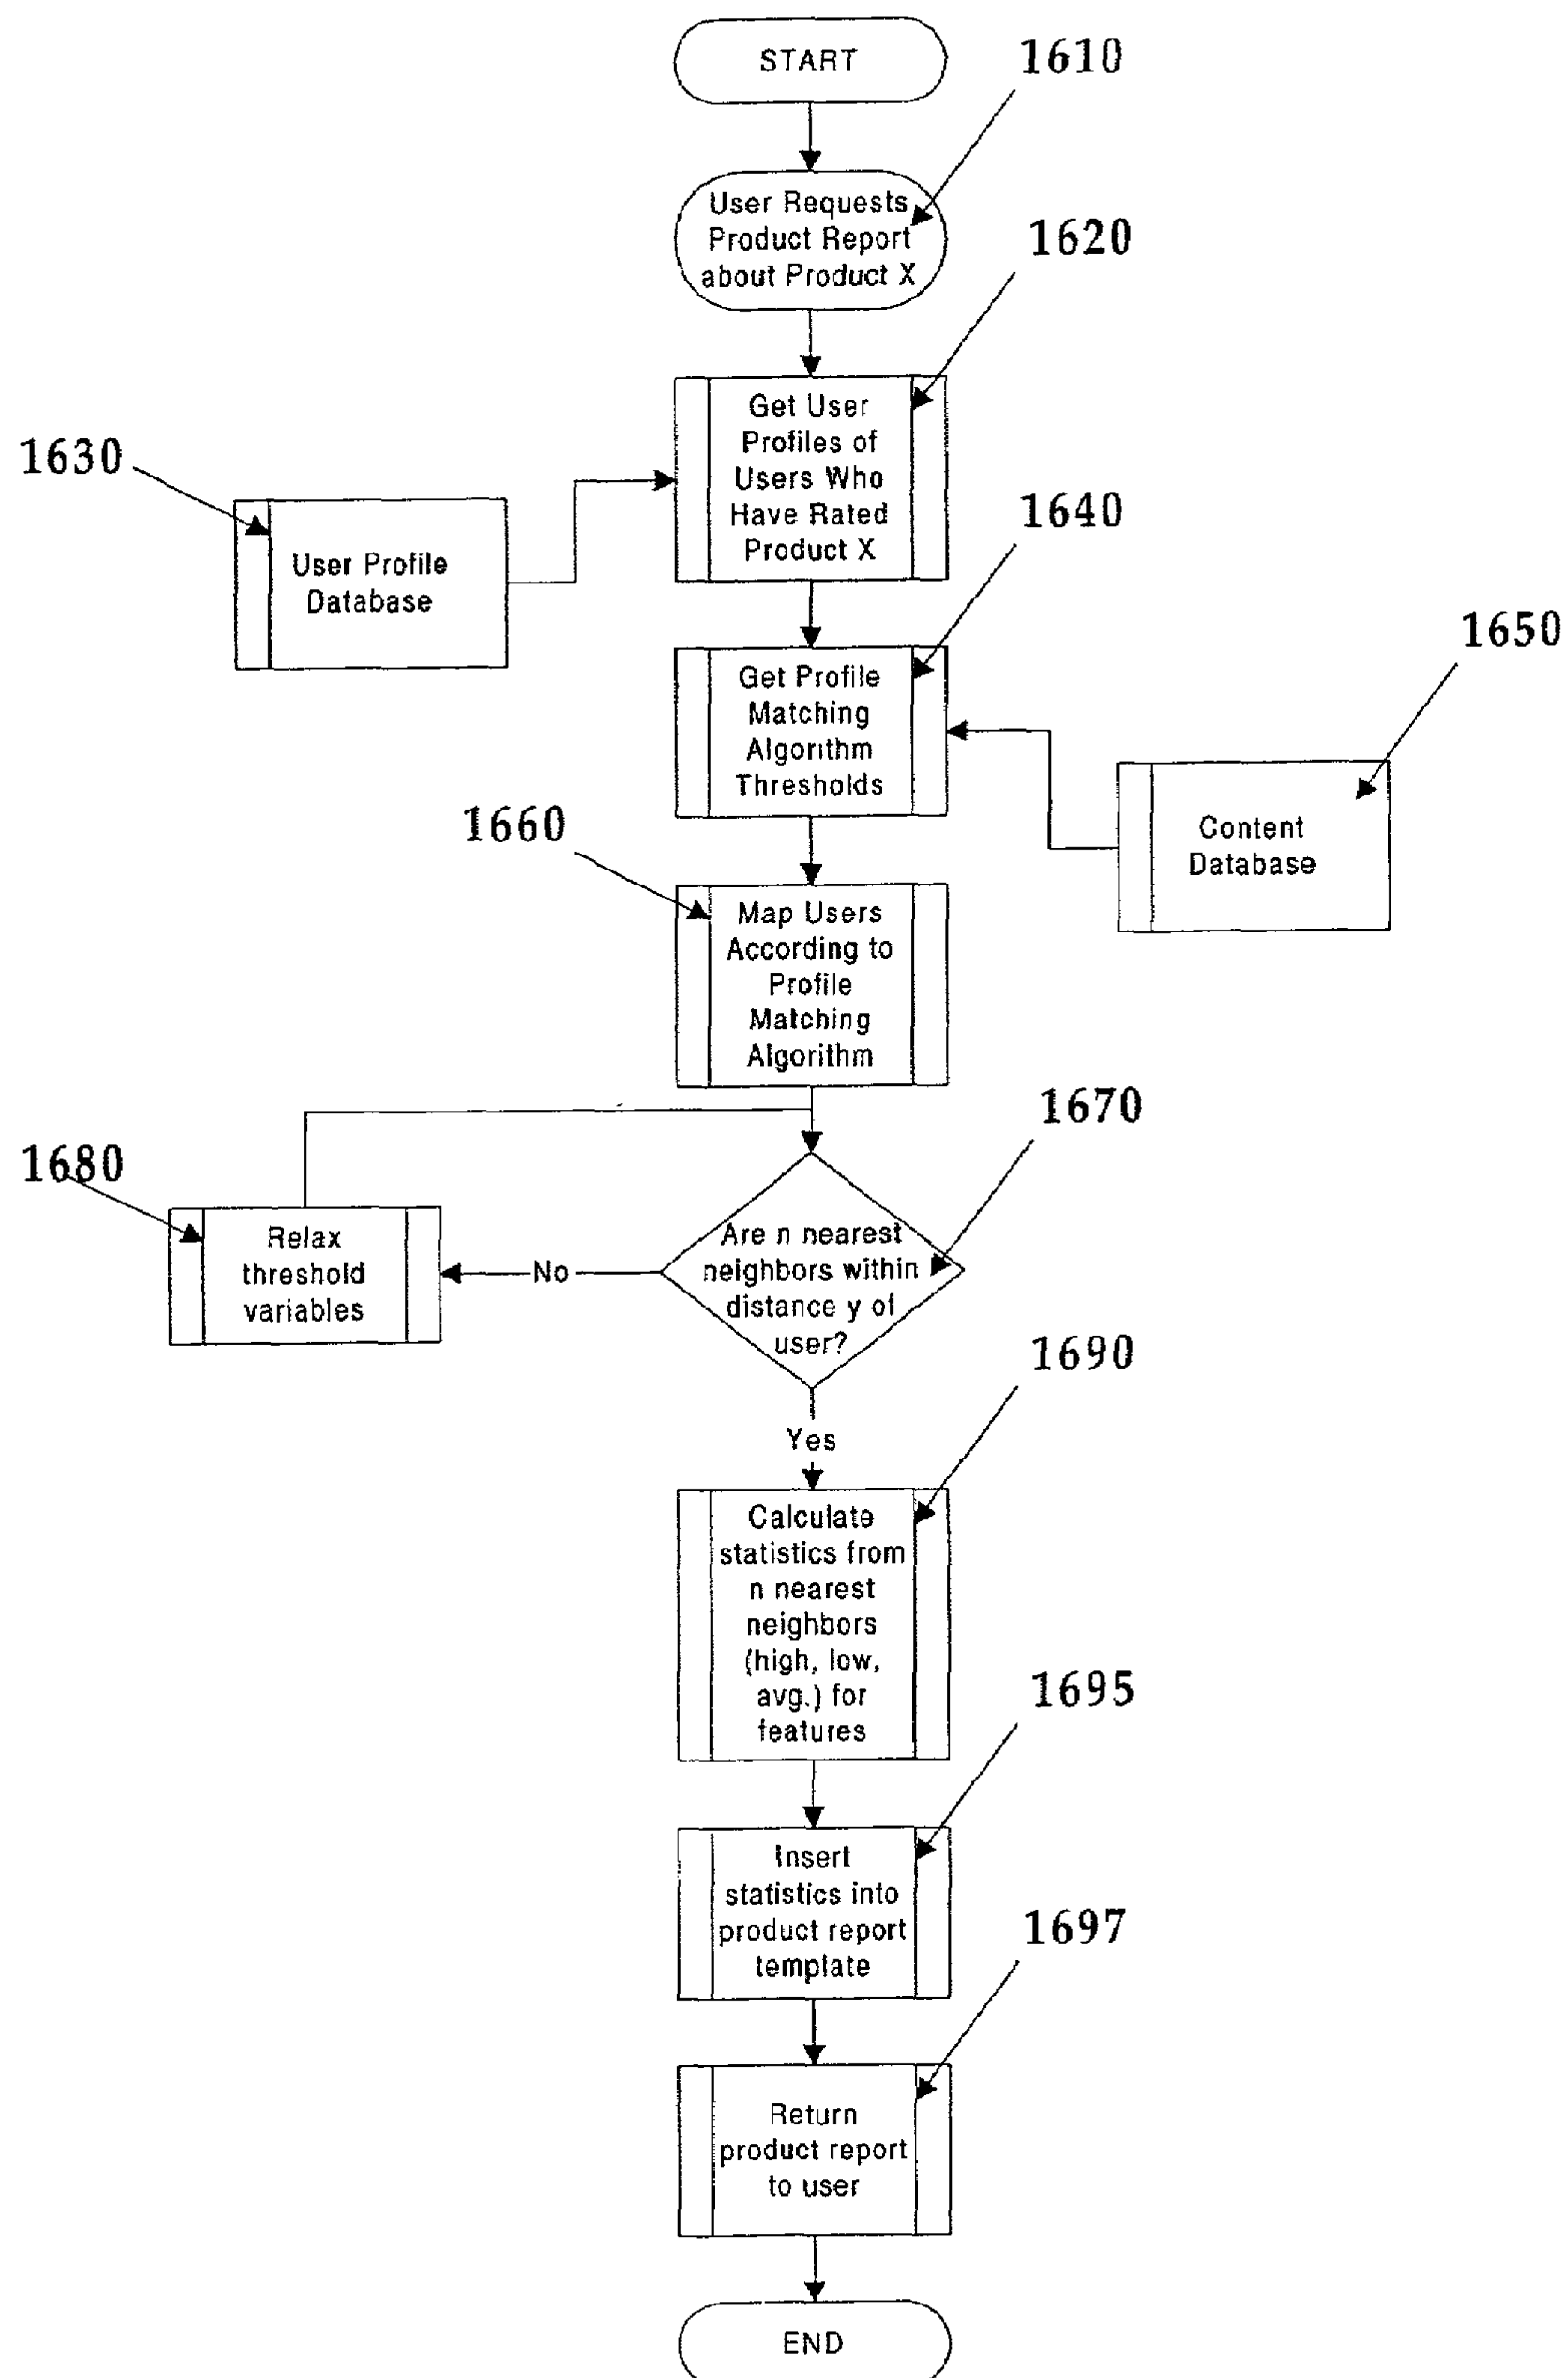 START
1610
User Requests
Product Report
about Product X
1620
Get User
Profiles of
Users Who
Have Rated
Product X
1630
User Profile
Database
1640
Get Profile
Matching
Algorithm
Thresholds
1650
Content
Database
1660
Map Users
According to
Profile
Matching
Algorithm
1670
Are n nearest
neighbors within
distance y of
user?
No
1680
Relax
threshold
variables
Yes
1690
Calculate
statistics from
n nearest
neighbors
(high, low,
avg.) for
features
1695
Insert
statistics into
product report
template
1697
Return
product report
to user
END